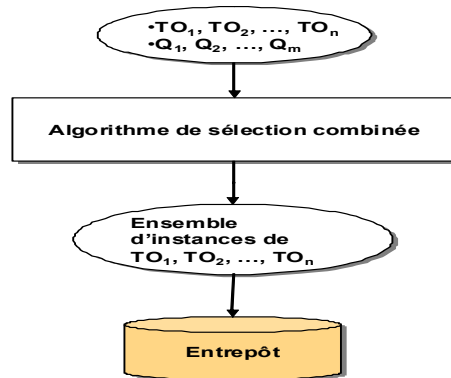 •TO₁, TO₂, ..., TOₙ
•Q₁, Q₂, ..., Qₘ
Algorithme de sélection combinée
Ensemble
d'instances de
TO₁, TO₂, ..., TOₙ
Entrepôt